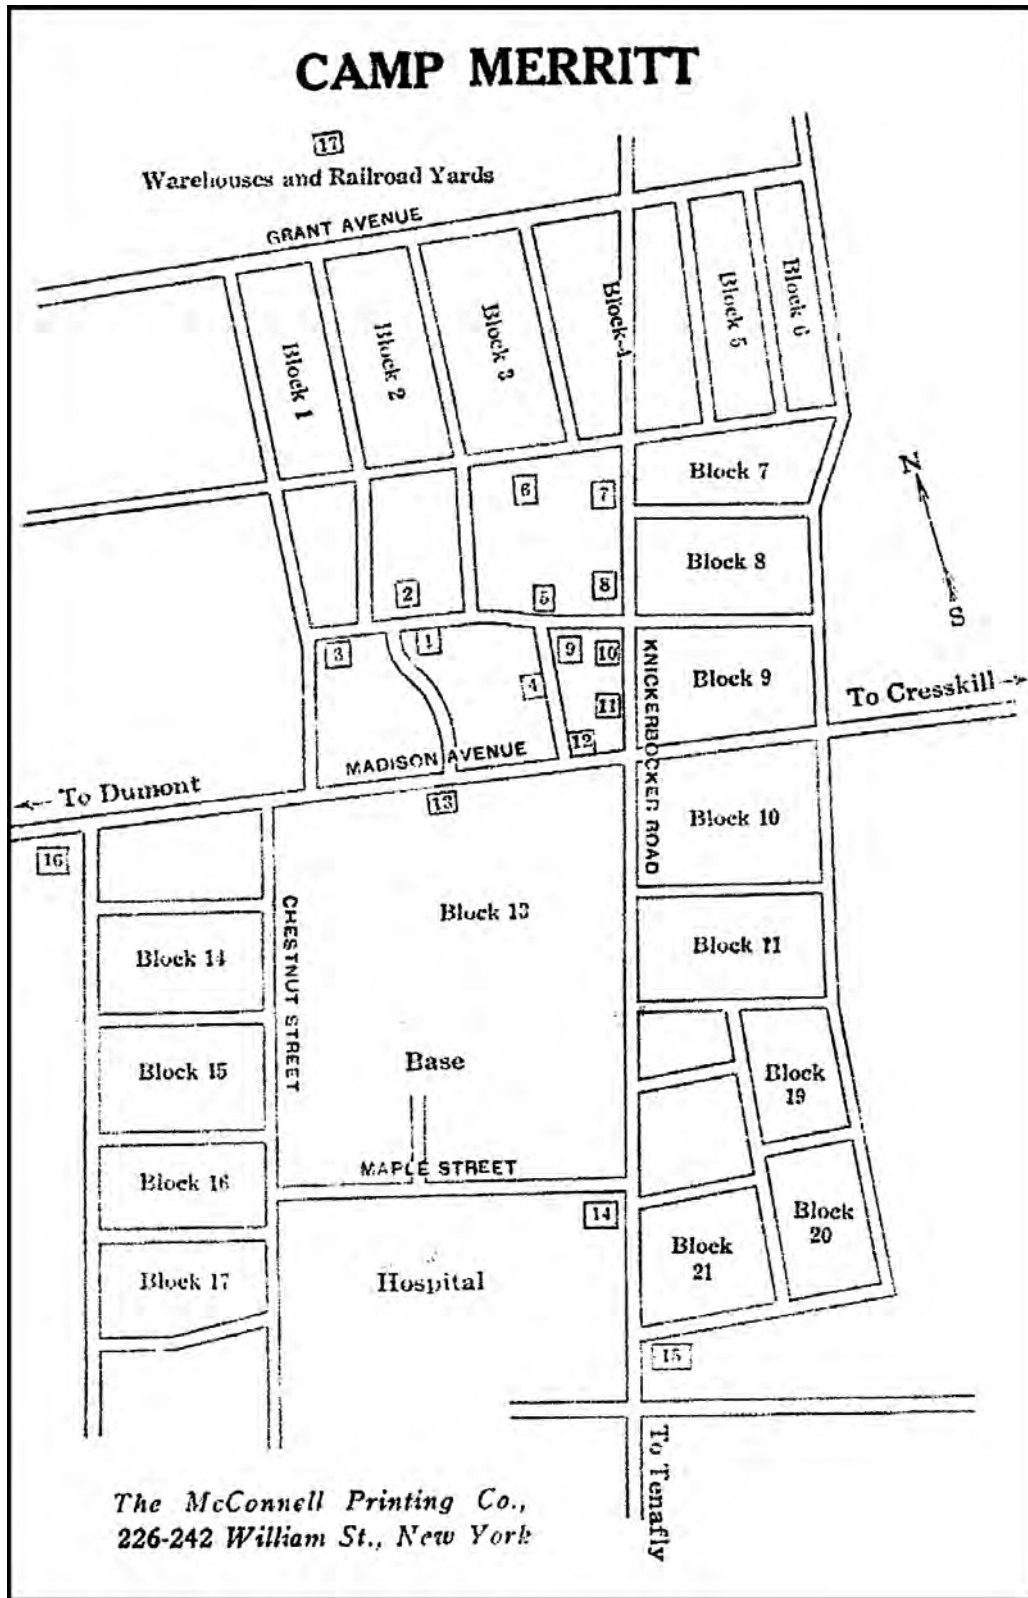 CAMP MERRITT
17
Warehouses and Railroad Yards
GRANT AVENUE
Block 1
Block 2
Block 3
Block 4
Block 5
Block 6
Block 7
6
7
N
Block 8
2
5
8
S
3
1
9
10
KNICKERBOCKER ROAD
4
11
Block 9
To Cresskill
12
MADISON AVENUE
To Dumont
13
Block 10
16
CHESTNUT STREET
Block 13
Block 14
Block 11
Base
Block 15
Block
19
MAPLE STREET
Block 16
14
Block
20
Block
21
Block 17
Hospital
15
To Tenafly
The McConnell Printing Co.,
226-242 William St., New York